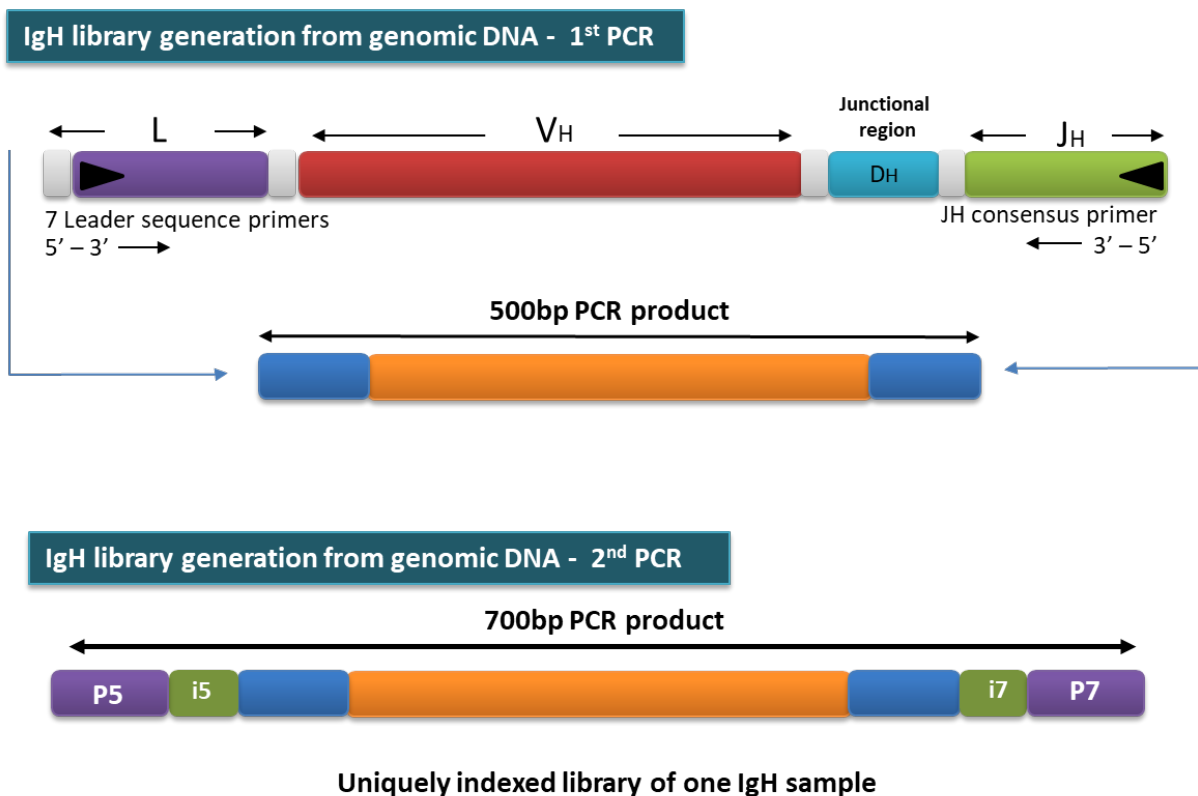 IgH library generation from genomic DNA - 1st PCR
L
VH
Junctional
region
JH
DH
7 Leader sequence primers
5’ – 3’
JH consensus primer
3’ – 5’
500bp PCR product
IgH library generation from genomic DNA - 2nd PCR
700bp PCR product
P5 i5 i7 P7
Uniquely indexed library of one IgH sample